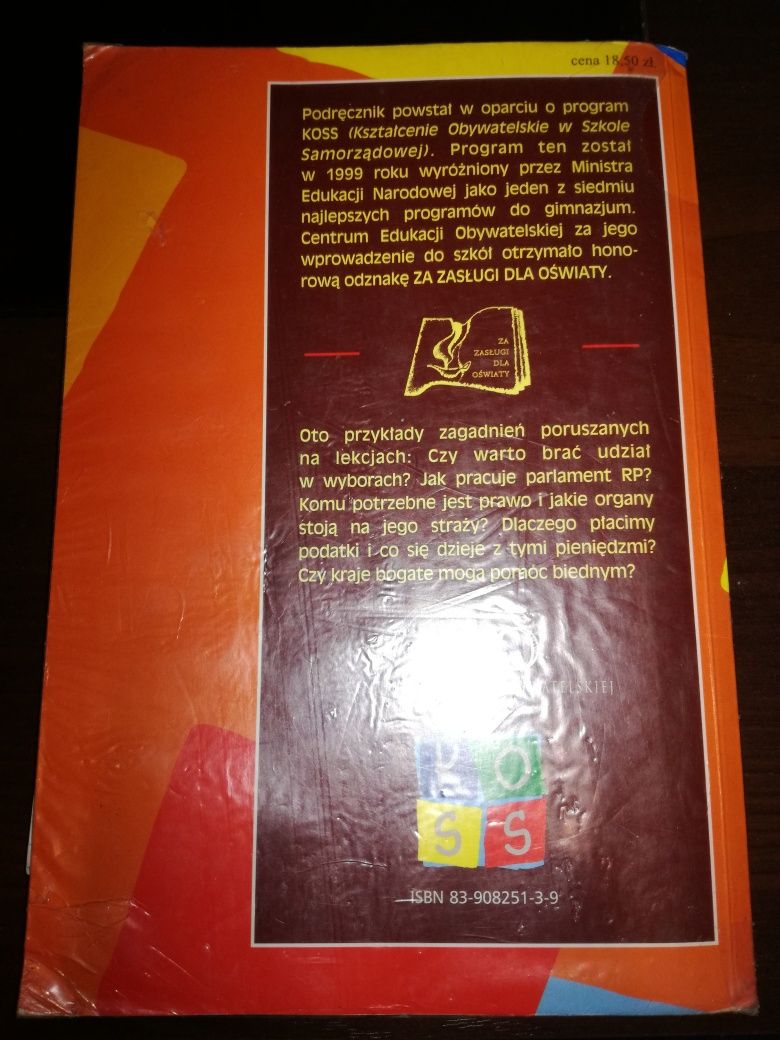 cena 18,50 zł.
Podręcznik powstał w oparciu o program
KOSS (Kształcenie Obywatelskie w Szkole
Samorządowej). Program ten został
w 1999 roku wyróżniony przez Ministra
Edukacji Narodowej jako jeden z siedmiu
najlepszych programów do gimnazjum.
Centrum Edukacji Obywatelskiej za jego
wprowadzenie do szkół otrzymało hono-
rową odznakę ZA ZASŁUGI DLA OŚWIATY.
ZA
ZASŁUGI
DLA
OŚWIATY
Oto przykłady zagadnień poruszanych
na lekcjach: Czy warto brać udział
w wyborach? Jak pracuje parlament RP?
Komu potrzebne jest prawo i jakie organy
stoją na jego straży? Dlaczego płacimy
podatki i co się dzieje z tymi pieniędzmi?
Czy kraje bogate mogą pomóc biednym?
K O
S S
ISBN 83-908251-3-9